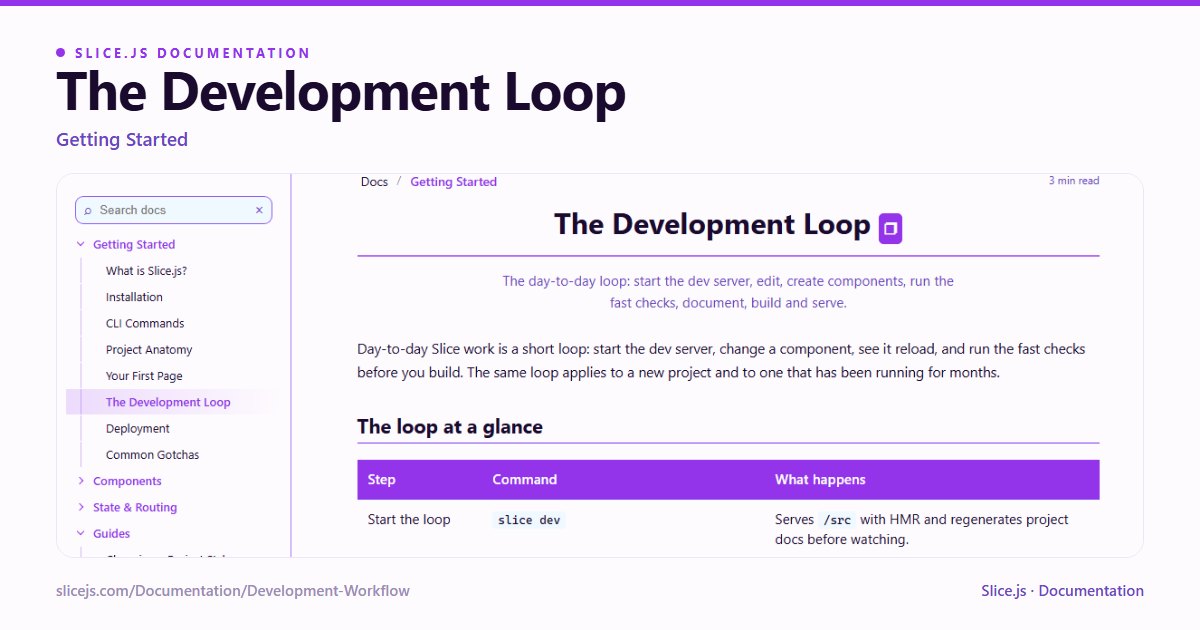 SLICE.JS DOCUMENTATION
The Development Loop
Getting Started
Search docs
Getting Started
What is Slice.js?
Installation
CLI Commands
Project Anatomy
Your First Page
The Development Loop
Deployment
Common Gotchas
Components
State & Routing
Guides
Docs / Getting Started
3 min read
The Development Loop
The day-to-day loop: start the dev server, edit, create components, run the
fast checks, document, build and serve.
Day-to-day Slice work is a short loop: start the dev server, change a component, see it reload, and run the fast checks
before you build. The same loop applies to a new project and to one that has been running for months.
The loop at a glance
Step Command What happens
Start the loop slice dev Serves /src with HMR and regenerates project
docs before watching.
slicejs.com/Documentation/Development-Workflow
Slice.js · Documentation